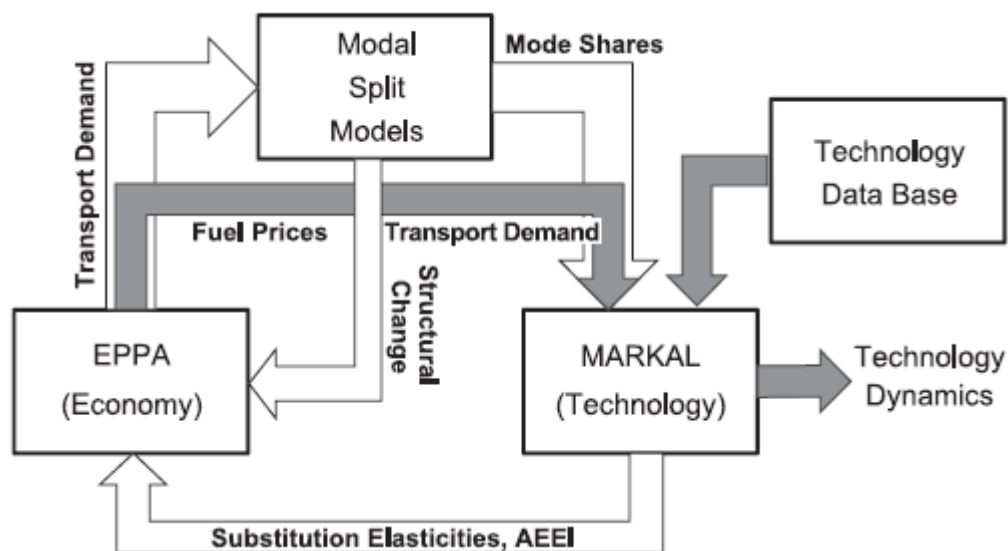 Modal
Split
Models
Mode Shares
Transport Demand
Technology
Data Base
Fuel Prices
Transport Demand
Structural
Change
EPPA
(Economy)
MARKAL
(Technology)
Technology
Dynamics
Substitution Elasticities, AEEI